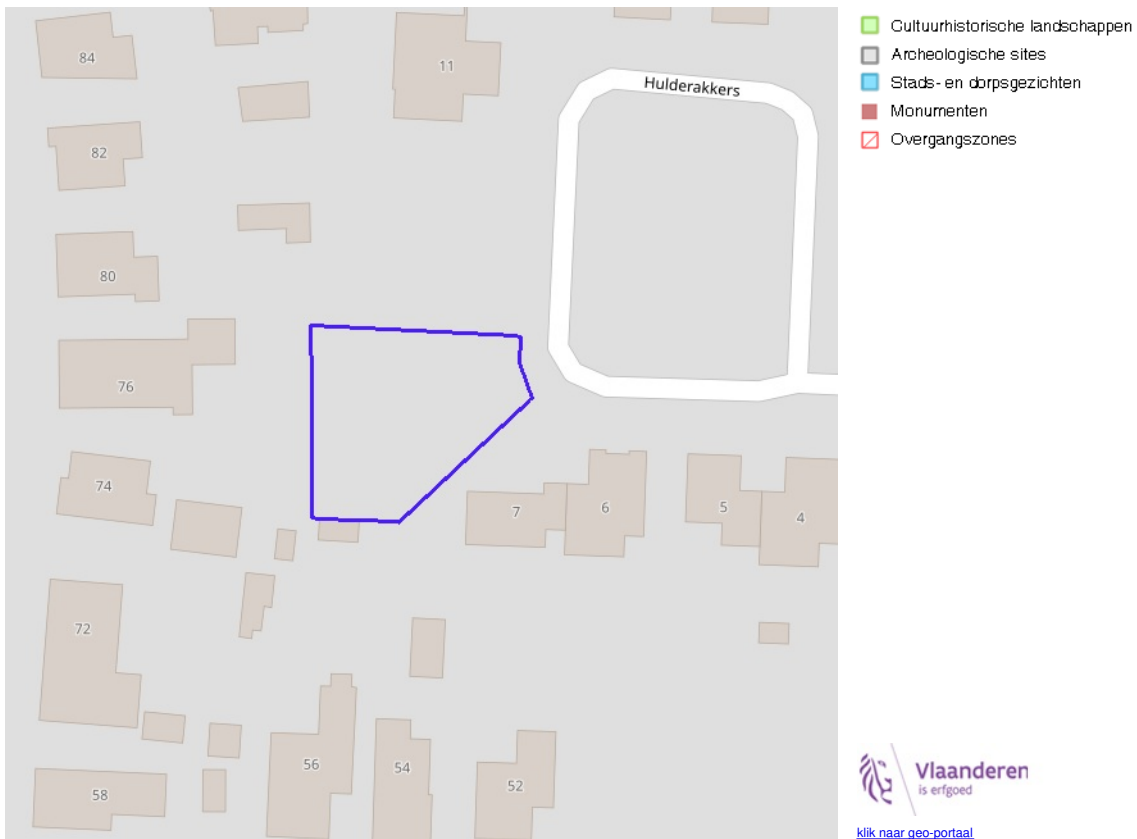 84
11
Hulderakkers
82
80
76
74
7
6
5
4
72
56
54
52
58
Cultuurhistorische landschappen
Archeologische sites
Stads- en dorpsgezichten
Monumenten
Overgangszones
Vlaanderen
is erfgoed
klik naar geo-portaal